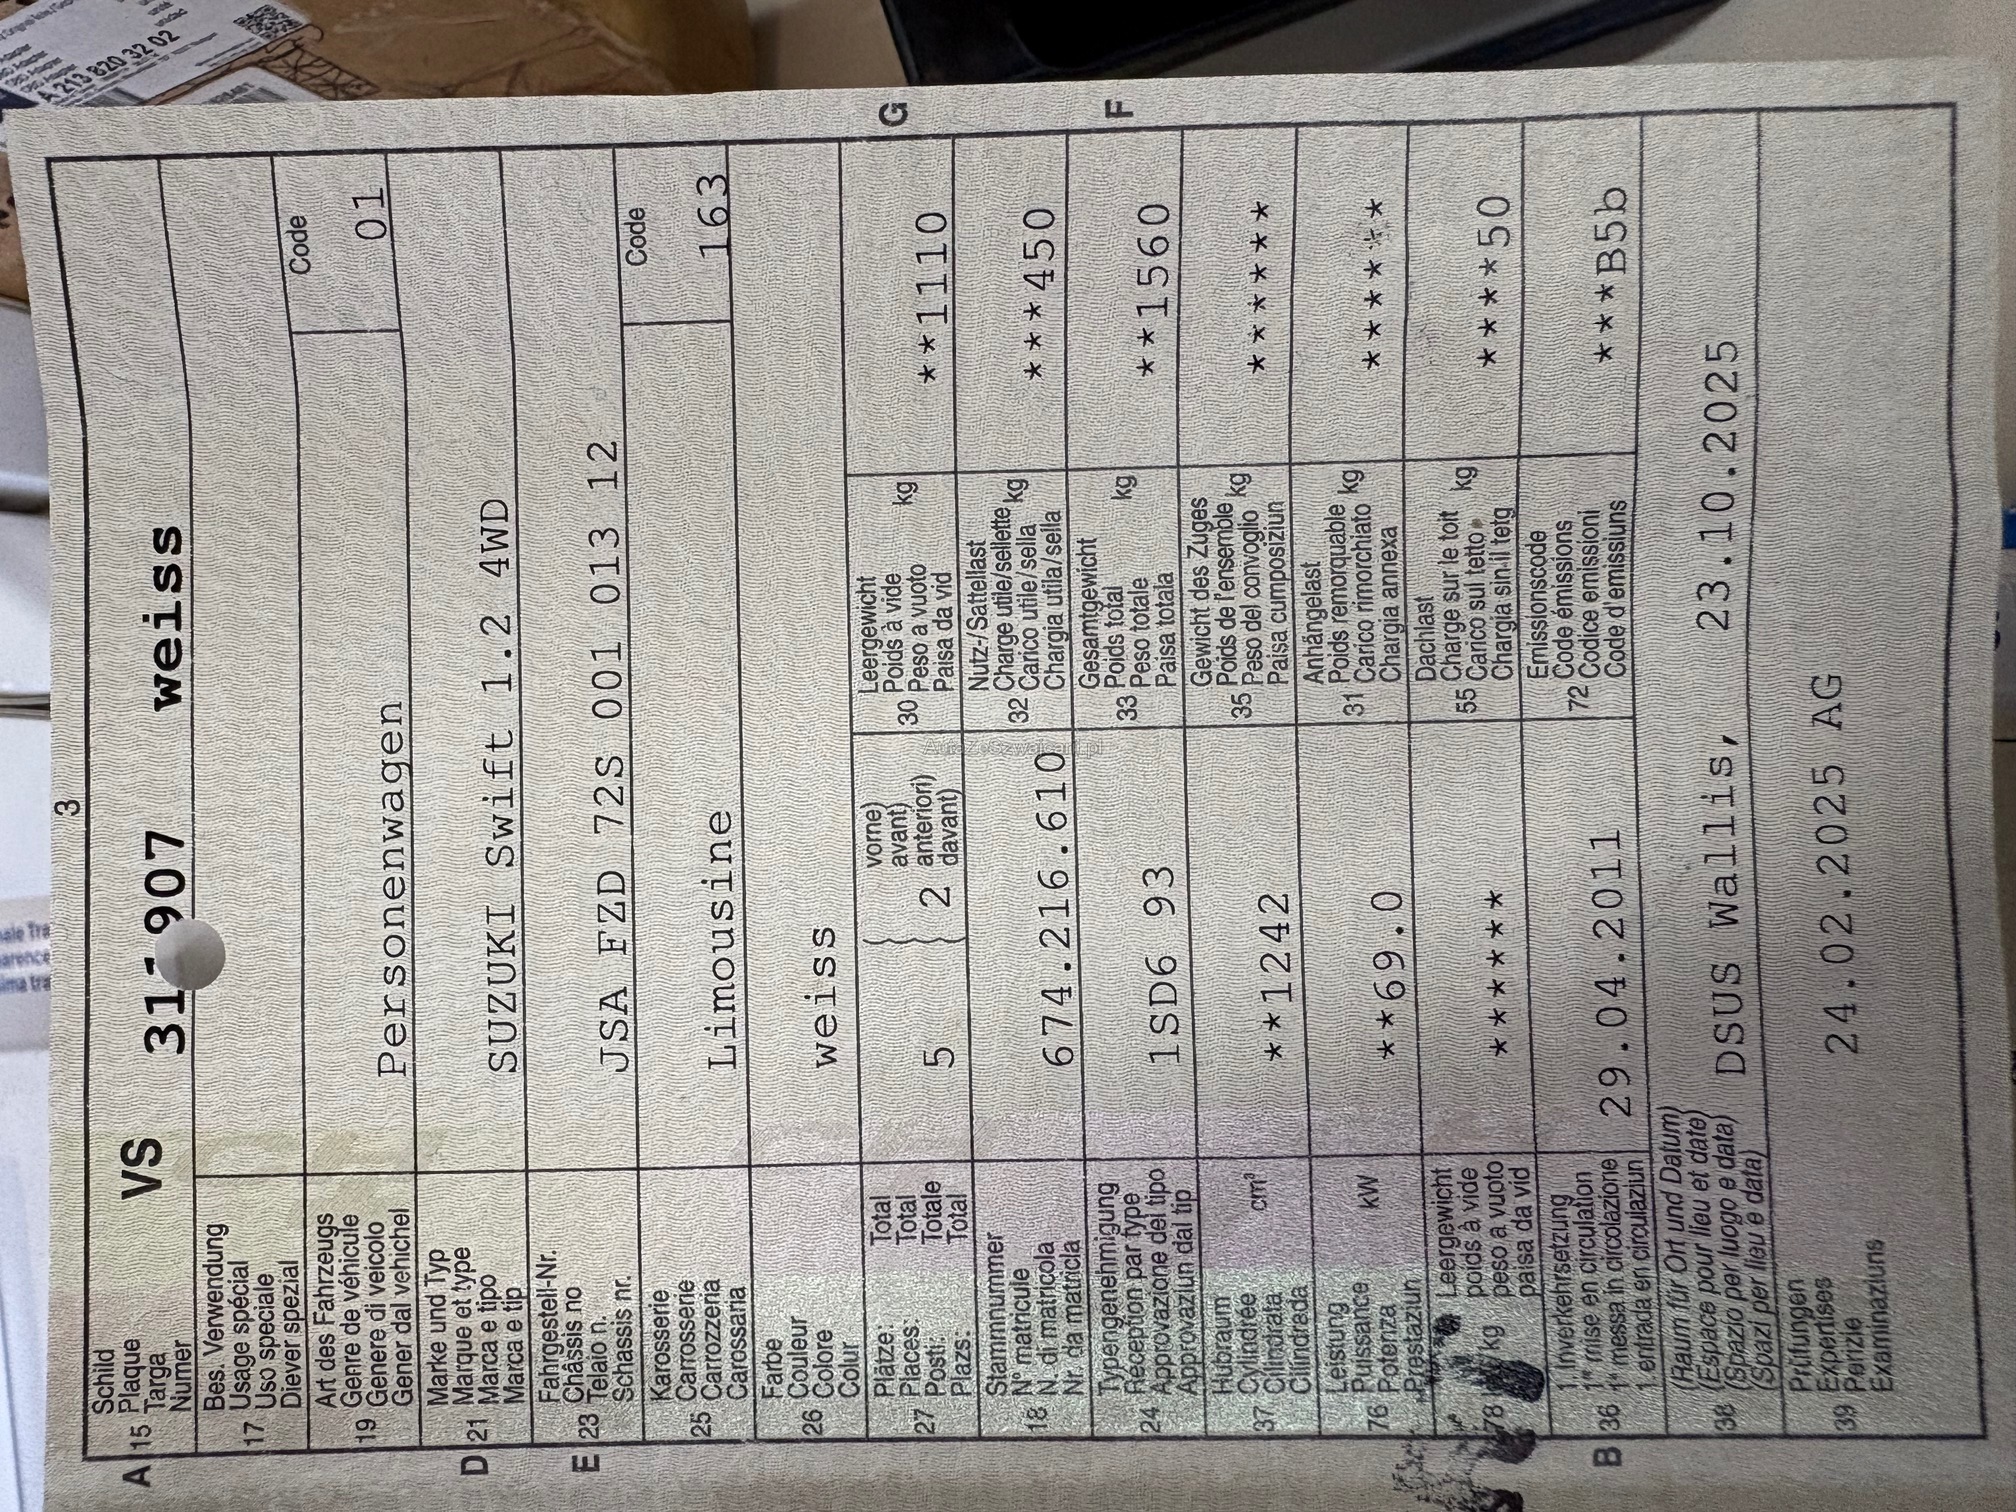 3
A 15 Schild
Plaque
Targa
Numer
VS 31 907 weiss
17 Bes. Verwendung
Usage spécial
Uso speciale
Diever spezial
19 Art des Fahrzeugs
Genre de véhicule
Genere di veicolo
Gener dal vehichel
Personenwagen
Code
01
D 21 Marke und Typ
Marque et type
Marca e tipo
Marca e tip
SUZUKI Swift 1.2 4WD
E 23 Fahrgestell-Nr.
Châssis no
Telaio n.
Schassis nr.
JSA FZD 72S 001 013 12
25 Karosserie
Carrosserie
Carrozzeria
Carossaria
Limousine
Code
163
26 Farbe
Couleur
Colore
Colur
weiss
27 Plätze: Total
Places: Total
Posti: Totale
Plazs: Total
5
2
vorne)
avant)
anteriori)
davant)
30 Leergewicht
Poids à vide
Peso a vuoto kg
Paisa da vid
**1110
G
18 Stammnummer
N° matricule
N. di matricola
Nr. da matricla
674.216.610
32 Nutz-/Sattellast
Charge utile/sellette kg
Carico utile/sella
Chargia utila/sella
***450
24 Typengenehmigung
Réception par type
Approvazione del tipo
Approvaziun dal tip
1SD6 93
33 Gesamtgewicht
Poids total kg
Peso totale
Paisa totala
**1560
F
37 Hubraum
Cylindrée cm³
Cilindrata
Cilindrada
**1242
35 Gewicht des Zuges
Poids de l'ensemble kg
Peso del convoglio
Paisa cumposiziun
*******
76 Leistung
Puissance kW
Potenza
Prestaziun
**69.0
31 Anhängelast
Poids remorquable kg
Carico rimorchiato
Chargia annexa
*******
78 kg Leergewicht
poids à vide
peso a vuoto
paisa da vid
*******
55 Dachlast
Charge sur le toit kg
Carico sul tetto
Chargia sin il tetg
*****50
B 36 1. Inverkehrsetzung
1re mise en circulation
1a messa in circolazione
1. entrada en circulaziun
29.04.2011
72 Emissionscode
Code émissions
Codice emissioni
Code d'emissiuns
***B5b
38 (Raum für Ort und Datum)
(Espace pour lieu et date)
(Spazio per luogo e data)
(Spazi per lieu e data)
DSUS Wallis, 23.10.2025
39 Prüfungen
Expertises
Perizie
Examinaziuns
24.02.2025 AG
AutoZeSzwajcarii.pl
A 213 820 32 02